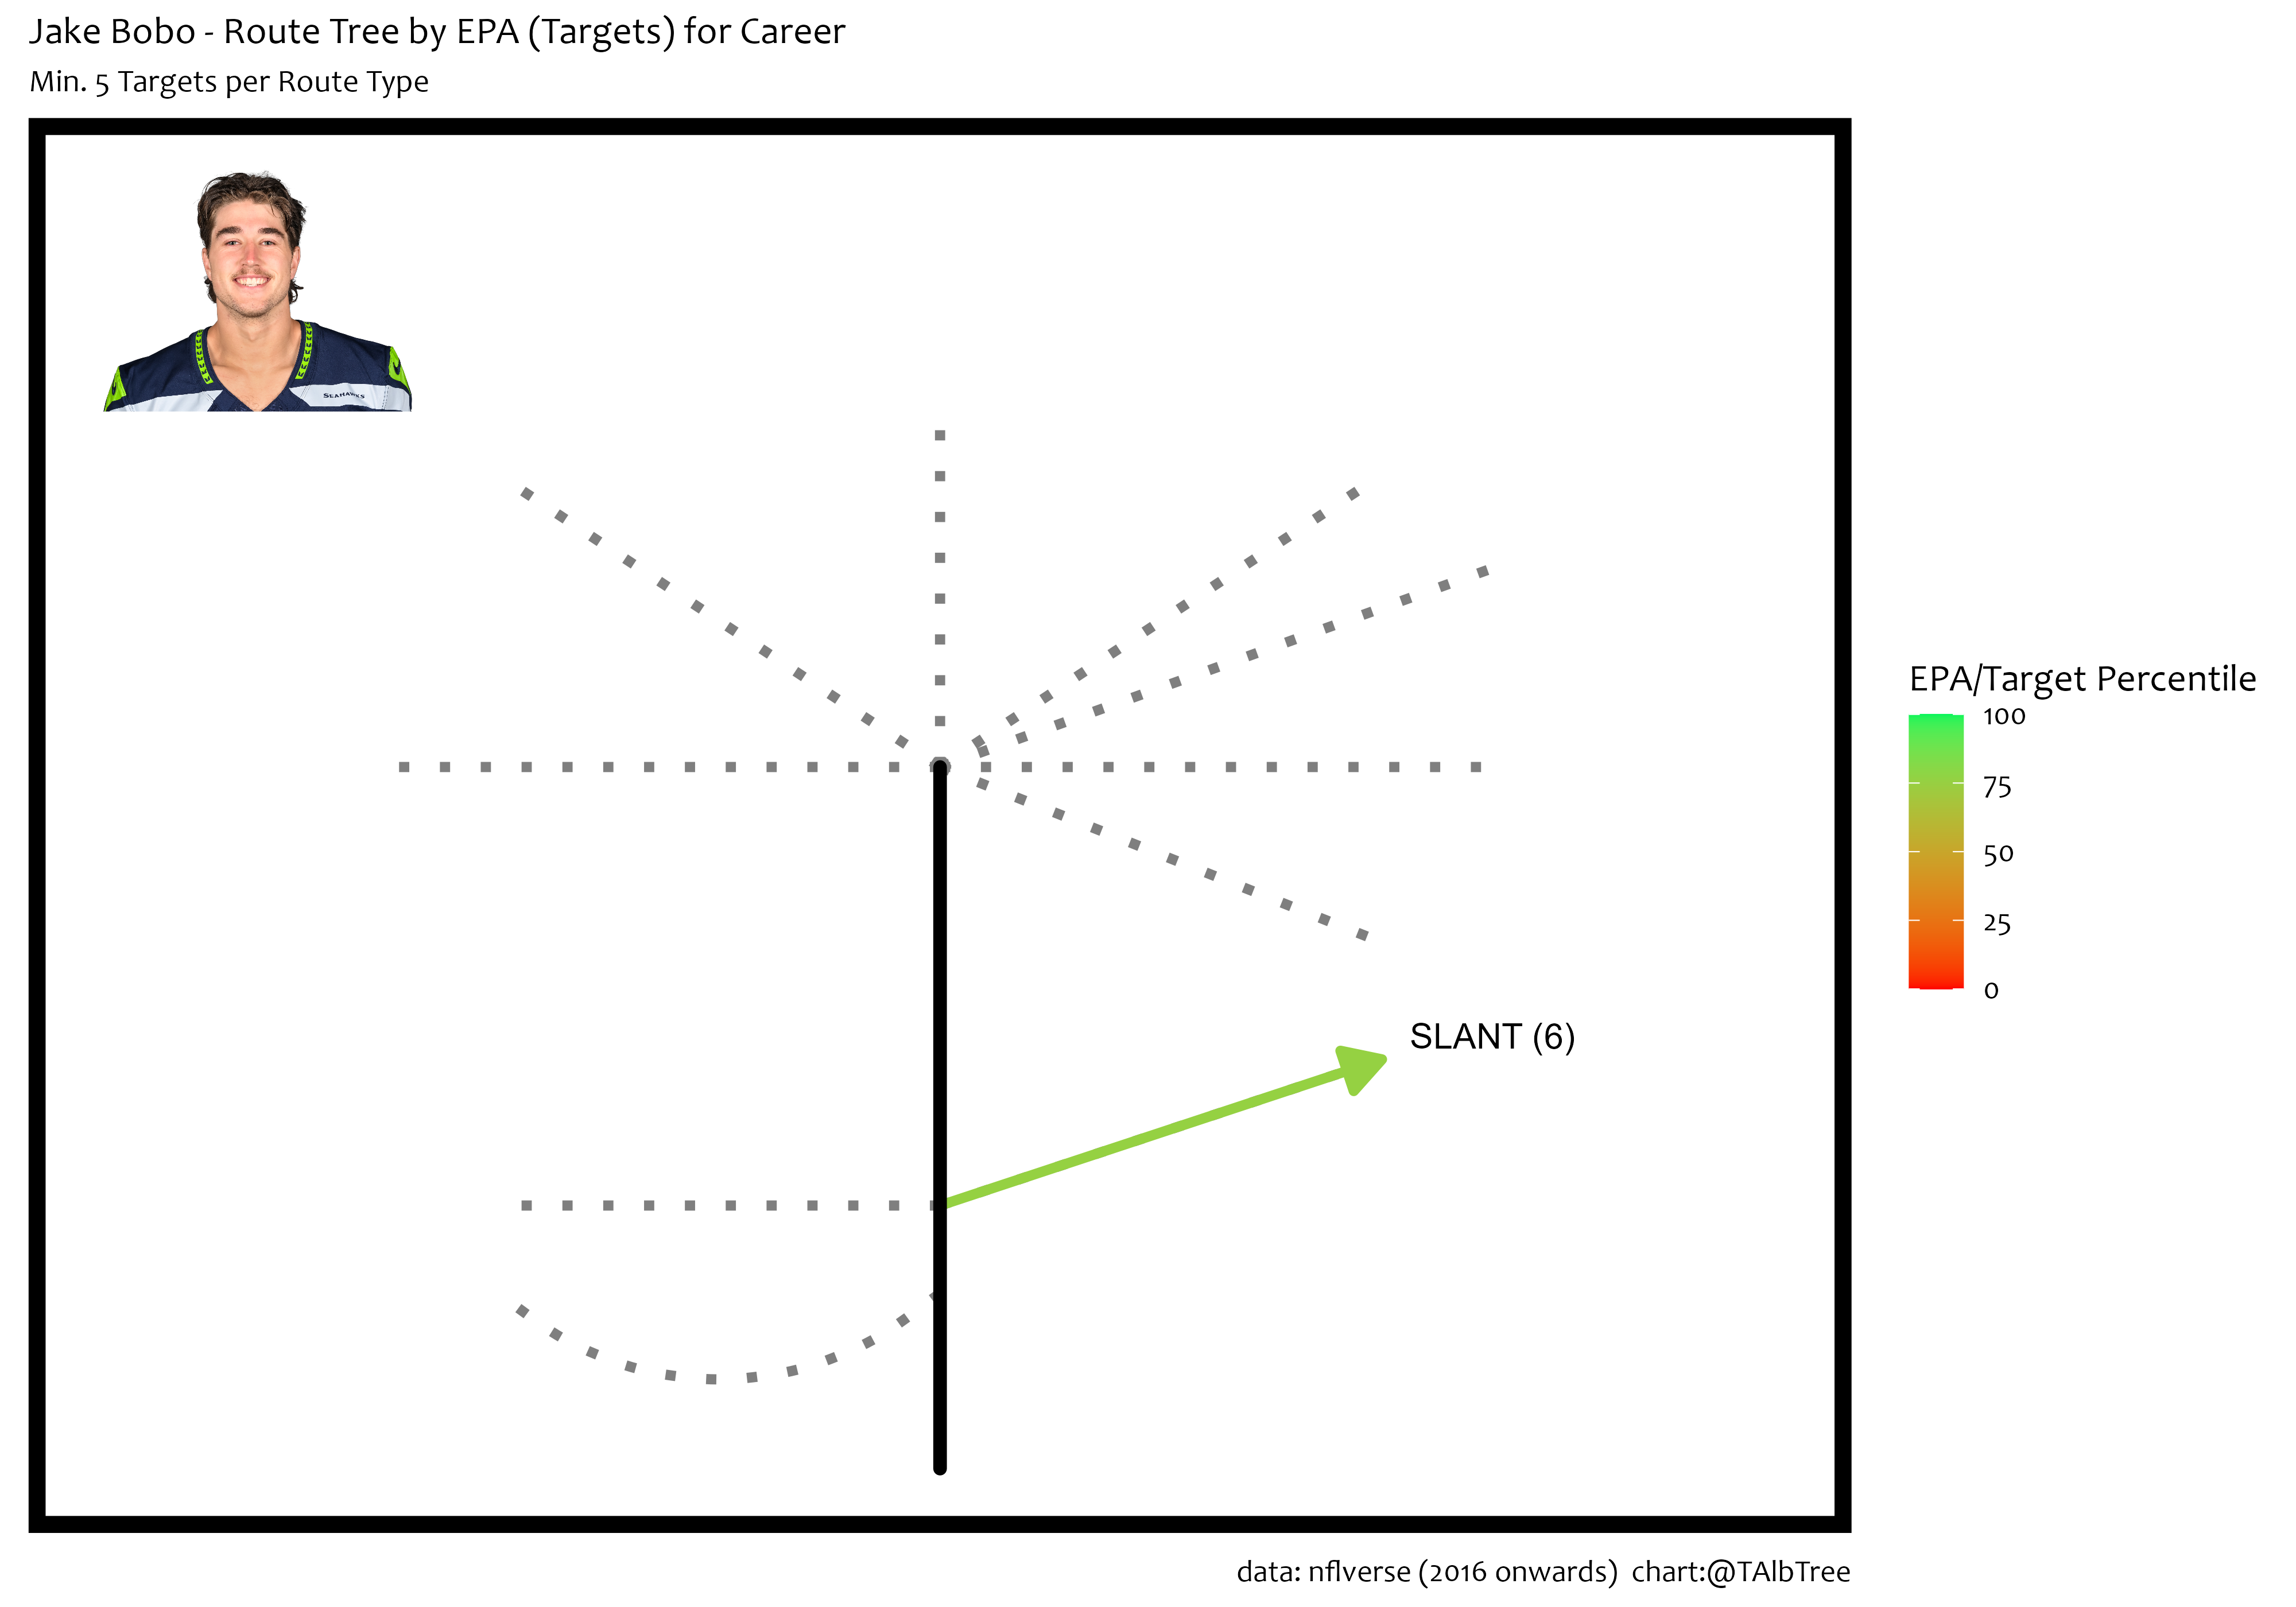 Jake Bobo - Route Tree by EPA (Targets) for Career
Min. 5 Targets per Route Type
SEAHAWKS
EPA/Target Percentile
100
75
50
25
0
SLANT (6)
data: nflverse (2016 onwards)  chart:@TAlbTree